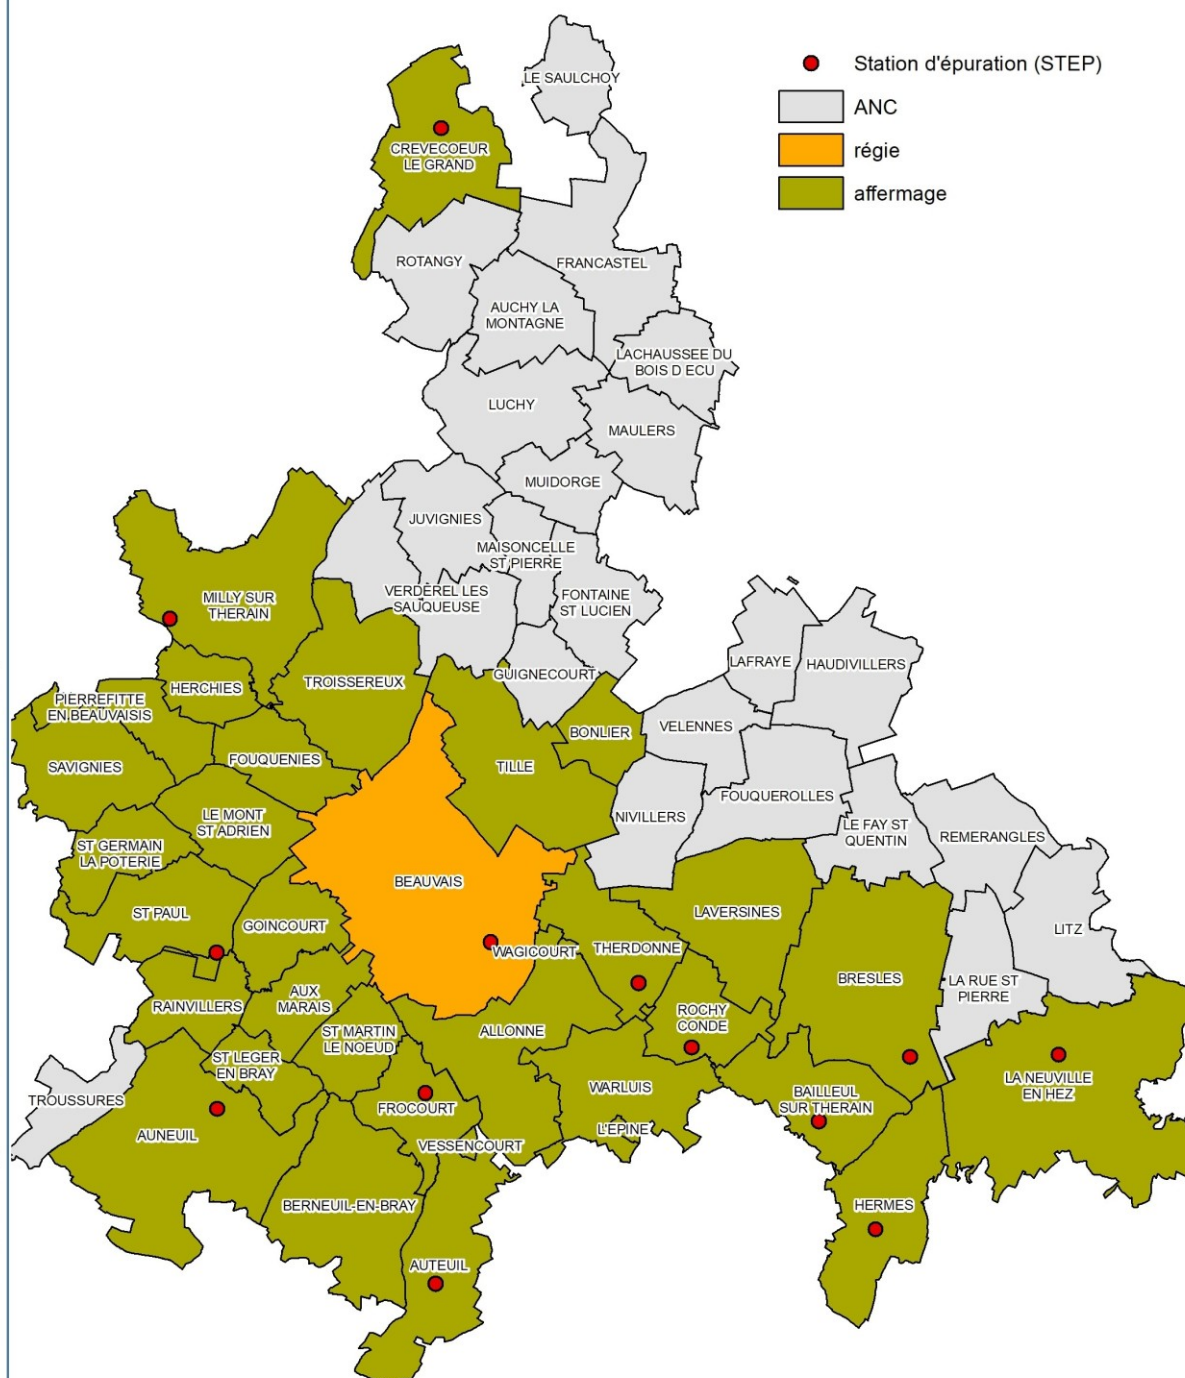 LE SAULCHOY
Station d'épuration (STEP)
ANC
régie
affermage
CREVECOEUR
LE GRAND
ROTANGY
FRANCASTEL
AUCHY LA
MONTAGNE
LACHAUSSEE DU
BOIS D ECU
LUCHY
MAULERS
MUIDORGE
JUVIGNIES
MAISONCELLE
ST PIERRE
VERDEREL LES
SAUQUEUSE
FONTAINE
ST LUCIEN
MILLY SUR
THERAIN
GUIGNECOURT
LAFRAYE
HAUDIVILLERS
HERCHIES
TROISSEREUX
PIERREFITTE
EN BEAUVAISIS
BONLIER
VELENNES
SAVIGNIES
FOUQUENIES
TILLE
FOUQUEROLLES
LE MONT
ST ADRIEN
NIVILLERS
LE FAY ST
QUENTIN
REMERANGLES
ST GERMAIN
LA POTERIE
BEAUVAIS
ST PAUL
GOINCOURT
LAVERSINES
LITZ
WAGICOURT
THERDONNE
BRESLES
LA RUE ST
PIERRE
RAINVILLERS
AUX
MARAIS
ST MARTIN
LE NOEUD
ALLONNE
ROCHY
CONDE
ST LEGER
EN BRAY
TROUSSURES
FROCOURT
WARLUIS
BAILLEUL
SUR THERAIN
LA NEUVILLE
EN HEZ
AUNEUIL
VESSENCOURT
L'ÉPINE
BERNEUIL-EN-BRAY
HERMES
AUTEUIL